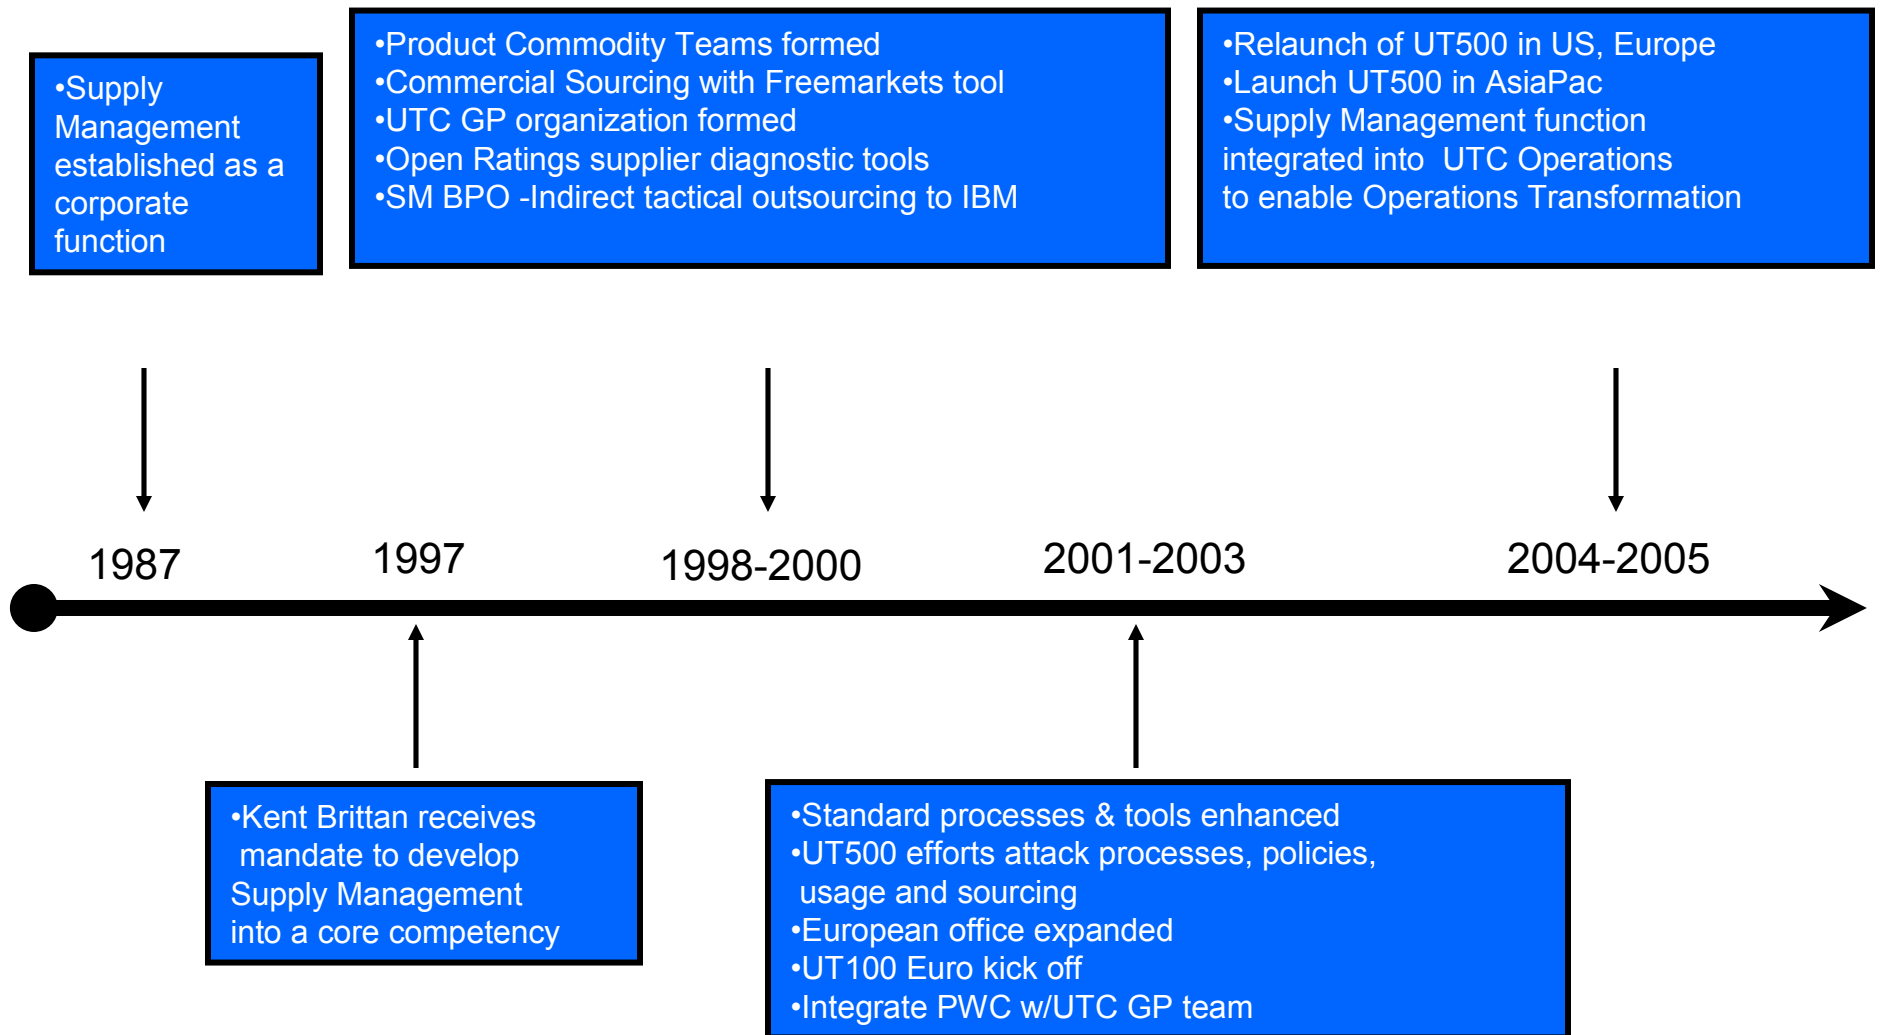 •Supply
Management
established as a
corporate
function
•Product Commodity Teams formed
•Commercial Sourcing with Freemarkets tool
•UTC GP organization formed
•Open Ratings supplier diagnostic tools
•SM BPO -Indirect tactical outsourcing to IBM
•Relaunch of UT500 in US, Europe
•Launch UT500 in AsiaPac
•Supply Management function
integrated into  UTC Operations
to enable Operations Transformation
1987
1997
1998-2000
2001-2003
2004-2005
•Kent Brittan receives
mandate to develop
Supply Management
into a core competency
•Standard processes & tools enhanced
•UT500 efforts attack processes, policies,
usage and sourcing
•European office expanded
•UT100 Euro kick off
•Integrate PWC w/UTC GP team